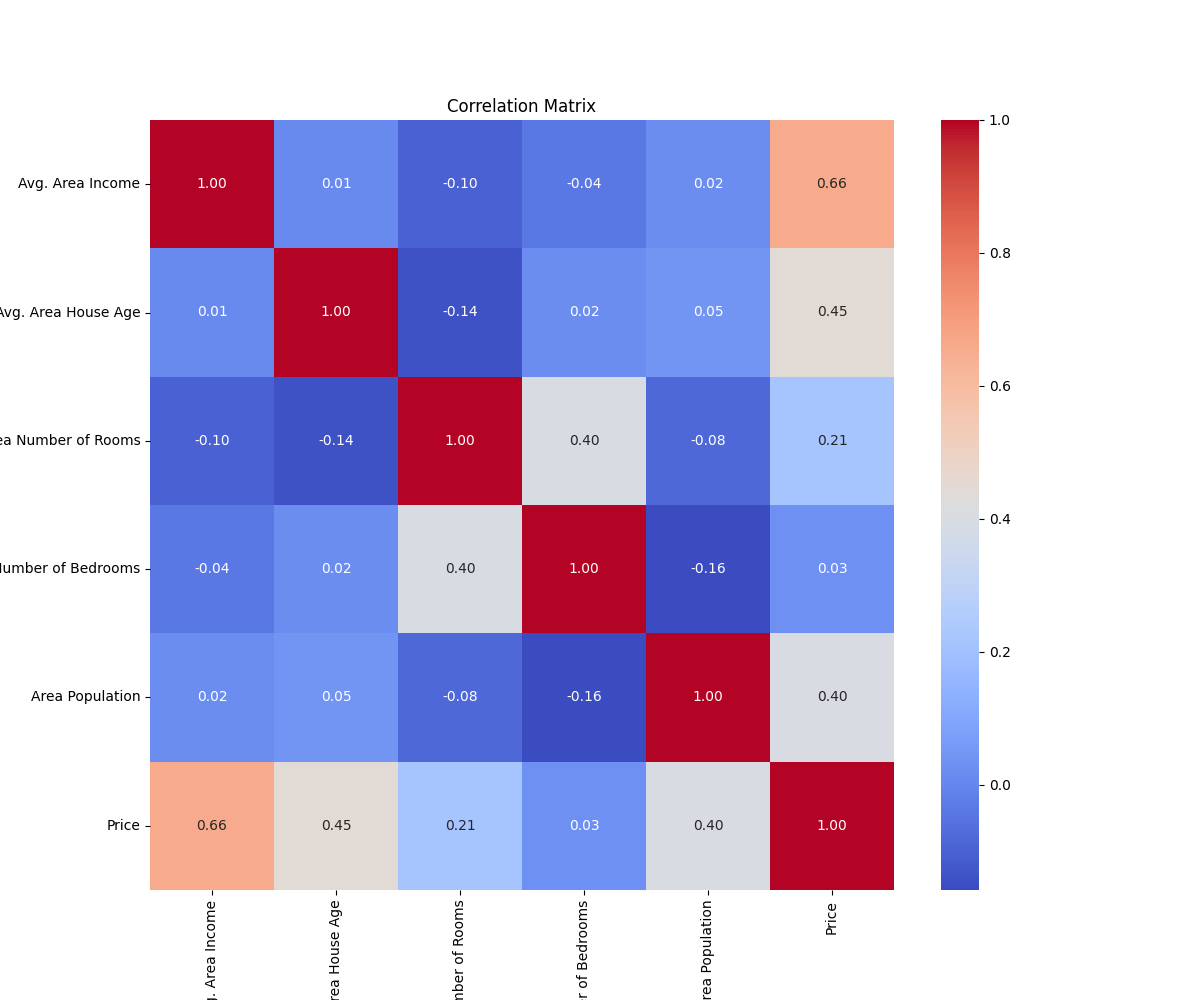 Correlation Matrix
Avg. Area Income 1.00 0.01 -0.10 -0.04 0.02 0.66
Avg. Area House Age 0.01 1.00 -0.14 0.02 0.05 0.45
Number of Rooms -0.10 -0.14 1.00 0.40 -0.08 0.21
of Bedrooms -0.04 0.02 0.40 1.00 -0.16 0.03
Area Population 0.02 0.05 -0.08 -0.16 1.00 0.40
Price 0.66 0.45 0.21 0.03 0.40 1.00
1.0
0.8
0.6
0.4
0.2
0.0
Area Income
House Age
of Rooms
of Bedrooms
Population
Price